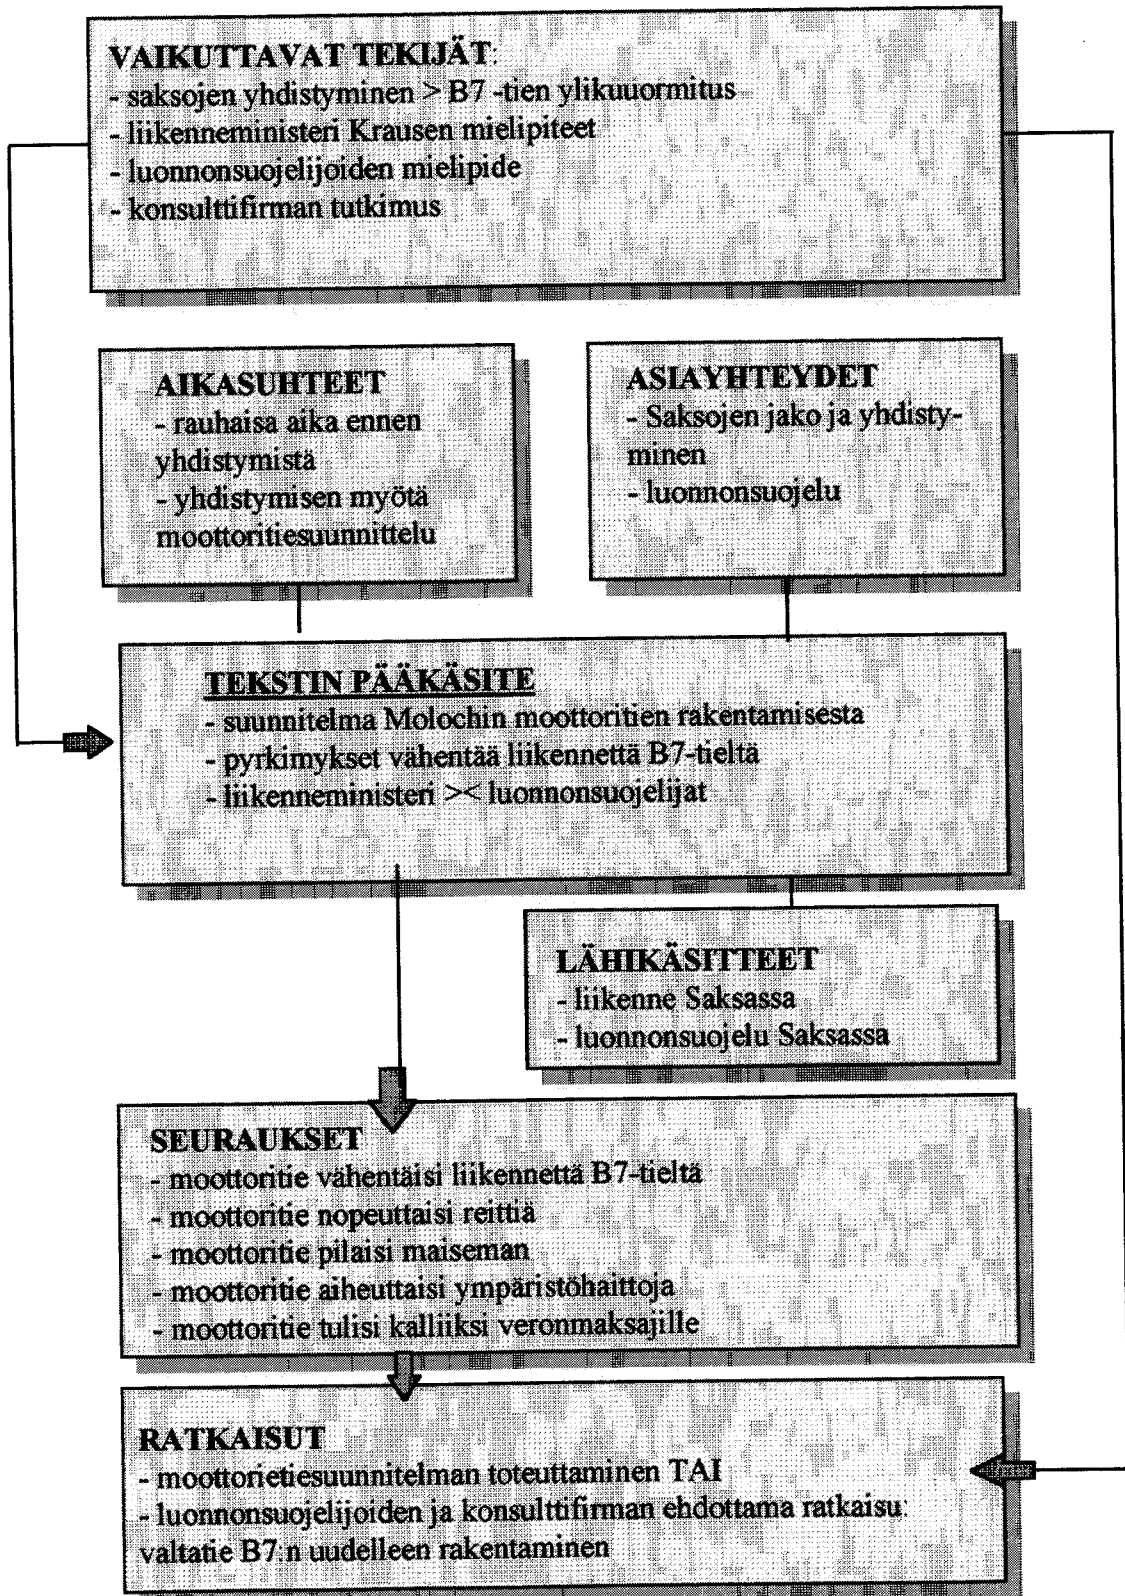 VAIKUTTAVAT TEKIJÄT:
- saksojen yhdistyminen > B7 -tien ylikuuormitus
- liikenneministeri Krausen mielipiteet
- luonnonsuojelijoiden mielipide
- konsulttifirman tutkimus
AIKASUHTEET
- rauhaisa aika ennen
yhdistymistä
- yhdistymisen myötä
moottoritiesuunnittelu
ASIAYHTEYDET
- Saksojen jako ja yhdisty-
minen
- luonnonsuojelu
TEKSTIN PÄÄKÄSITE
- suunnitelma Molochin moottoritien rakentamisesta
- pyrkimykset vähentää liikennettä B7-tieltä
- liikenneministeri >< luonnonsuojelijat
LÄHIKÄSITTEET
- liikenne Saksassa
- luonnonsuojelu Saksassa
SEURAUKSET
- moottoritie vähentäisi liikennettä B7-tieltä
- moottoritie nopeuttaisi reittiä
- moottoritie pilaisi maiseman
- moottoritie aiheuttaisi ympäristöhaittoja
- moottoritie tulisi kalliiksi veronmaksajille
RATKAISUT
- moottorietiesuunnitelman toteuttaminen TAI
- luonnonsuojelijoiden ja konsulttifirman ehdottama ratkaisu:
valtatie B7:n uudelleen rakentaminen